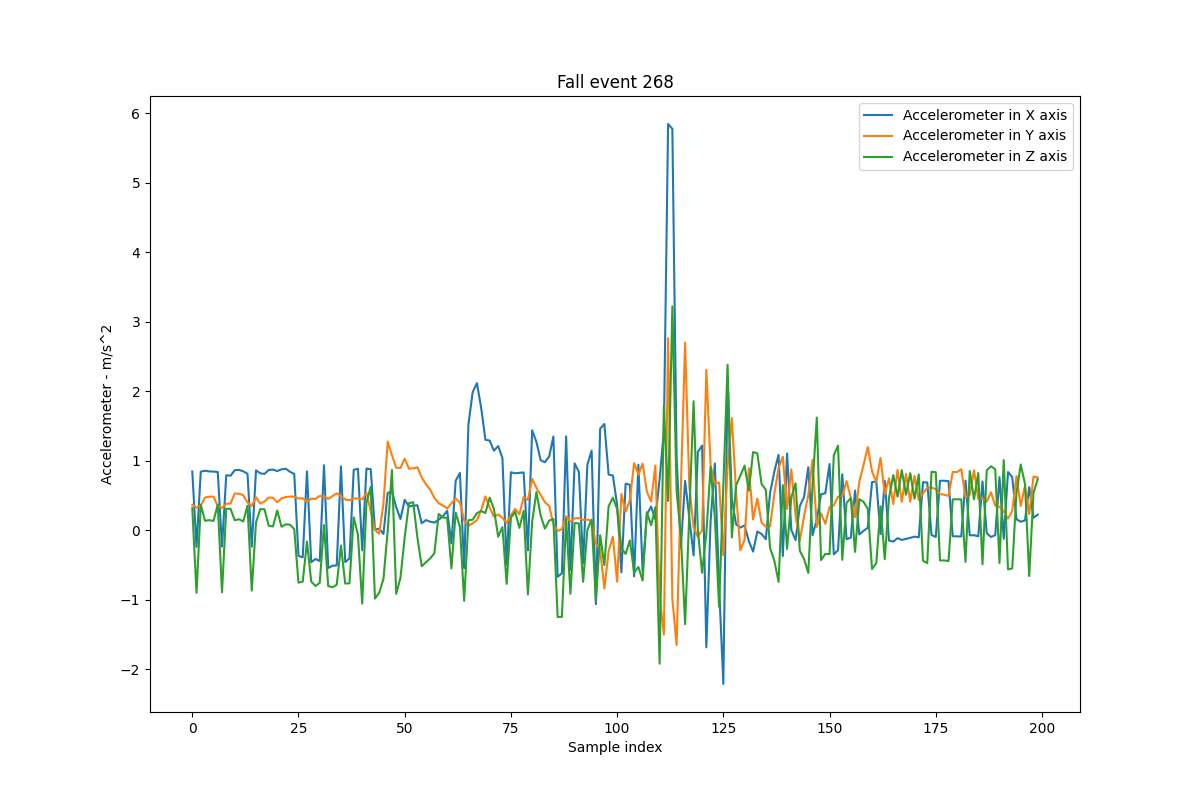 Fall event 268
Accelerometer in X axis
Accelerometer in Y axis
Accelerometer in Z axis
Accelerometer - m/s^2
6
5
4
3
2
1
0
−1
−2
0 25 50 75 100 125 150 175 200
Sample index